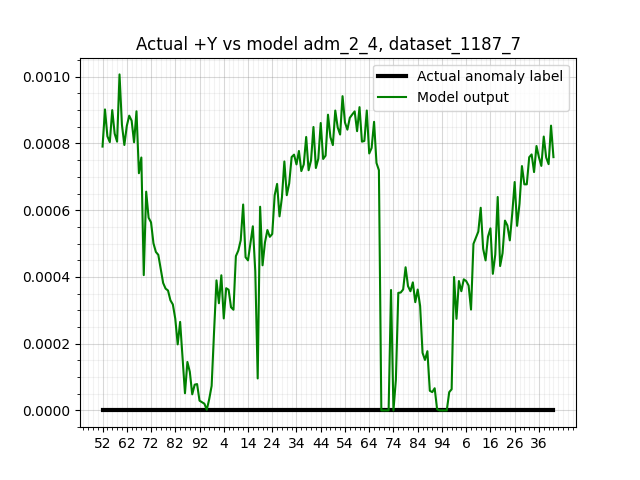 Actual +Y vs model adm_2_4, dataset_1187_7
Actual anomaly label
Model output
0.0010
0.0008
0.0006
0.0004
0.0002
0.0000
52 62 72 82 92 4 14 24 34 44 54 64 74 84 94 6 16 26 36